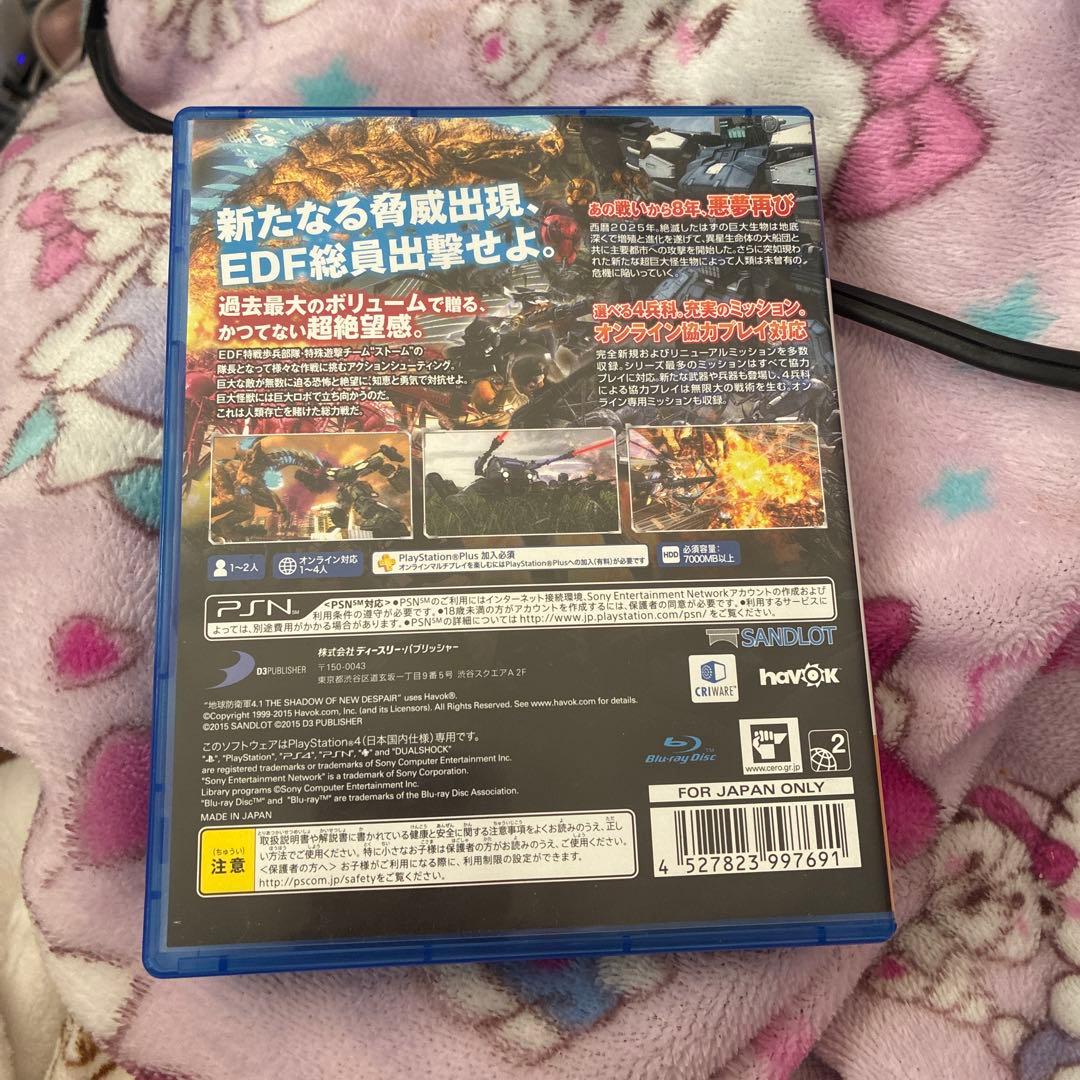 新たなる脅威出現、
EDF総員出撃せよ。
過去最大のボリュームで贈る、
かつてない超絶望感。
EDF特戦歩兵部隊・特殊遊撃チーム"ストーム"の
隊長となって様々な作戦に挑むアクションシューティング。
巨大な敵が無数に迫る恐怖と絶望に、知恵と勇気で対抗せよ。
巨大怪獣には巨大ロボで立ち向かうのだ。
これは人類存亡を賭けた総力戦だ。
あの戦いから8年、悪夢再び
西暦2025年。絶滅したはずの巨大生物は地底
深くで増殖と進化を遂げて、異星生命体の大船団と
共に主要都市への攻撃を開始した。さらに突如現わ
れた新たな超巨大怪生物によって人類は未曾有の
危機に陥いっていく。
選べる4兵科。充実のミッション。
オンライン協力プレイ対応
完全新規およびリニューアルミッションを多数
収録。シリーズ最多のミッションはすべて協力
プレイに対応。新たな武器や兵器も登場し、4兵科
による協力プレイは無限大の戦術を生む。オン
ライン専用ミッションも収録。
1～2人
オンライン対応
1～4人
PlayStation®Plus 加入必須
オンラインマルチプレイを楽しむにはPlayStation®Plusへの加入(有料)が必要です
HDD
必須容量:
7000MB以上
PSN℠
<PSN℠対応> ●PSN℠のご利用にはインターネット接続環境、Sony Entertainment Networkアカウントの作成および
利用条件の遵守が必要です。●18歳未満の方がアカウントを作成するには、保護者の同意が必要です。●利用するサービスに
よっては、別途費用がかかる場合があります。●PSN℠の詳細についてはhttp://www.jp.playstation.com/psn/をご覧ください。
D3PUBLISHER
株式会社 ディースリー・パブリッシャー
〒150-0043
東京都渋谷区道玄坂一丁目9番5号 渋谷スクエアA 2F
SANDLOT
CRIWARE™
havok
"地球防衛軍4.1 THE SHADOW OF NEW DESPAIR" uses Havok®.
©Copyright 1999-2015 Havok.com, Inc. (and its Licensors). All Rights Reserved. See www.havok.com for details.
©2015 SANDLOT ©2015 D3 PUBLISHER
このソフトウェアはPlayStation®4(日本国内仕様)専用です。
"PlayStation", "PS4", "PSN", and "DUALSHOCK"
are registered trademarks or trademarks of Sony Computer Entertainment Inc.
"Sony Entertainment Network" is a trademark of Sony Corporation.
Library programs ©Sony Computer Entertainment Inc.
"Blu-ray Disc™" and "Blu-ray™" are trademarks of the Blu-ray Disc Association.
MADE IN JAPAN
Blu-ray Disc™
www.cero.gr.jp
2
FOR JAPAN ONLY
4 527823 997691
(ちゅうい)
注意
取扱説明書や解説書に書かれている健康と安全に関する注意事項をよくお読みのうえ、正し
い方法でご使用ください。特に小さなお子様は保護者の方がお読みのうえ、ご使用ください。
<保護者の方へ> お子様がご利用になる際に、利用制限の設定ができます。
http://pscom.jp/safetyをご覧ください。